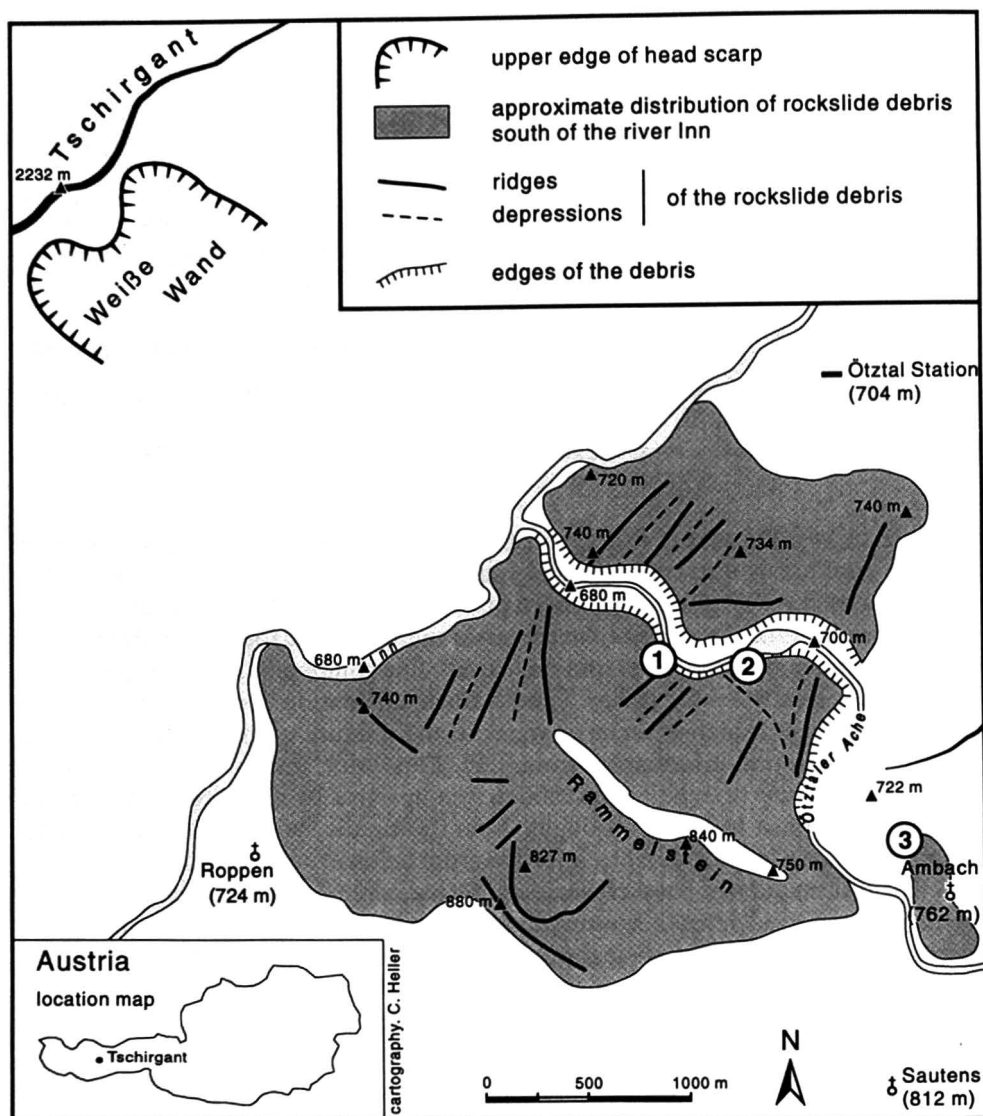 Tschirgant
2232 m
Weiße
Wand
upper edge of head scarp
approximate distribution of rockslide debris
south of the river Inn
ridges
depressions
of the rockslide debris
edges of the debris
Ötztal Station
(704 m)
720 m
740 m
740 m
734 m
680 m
700 m
1
2
680 m
Inn
740 m
Ötztaler Ache
722 m
Rammelstein
840 m
750 m
827 m
880 m
3
Ambach
(762 m)
Roppen
(724 m)
Austria
location map
Tschirgant
cartography. C. Heller
0 500 1000 m
N
Sautens
(812 m)